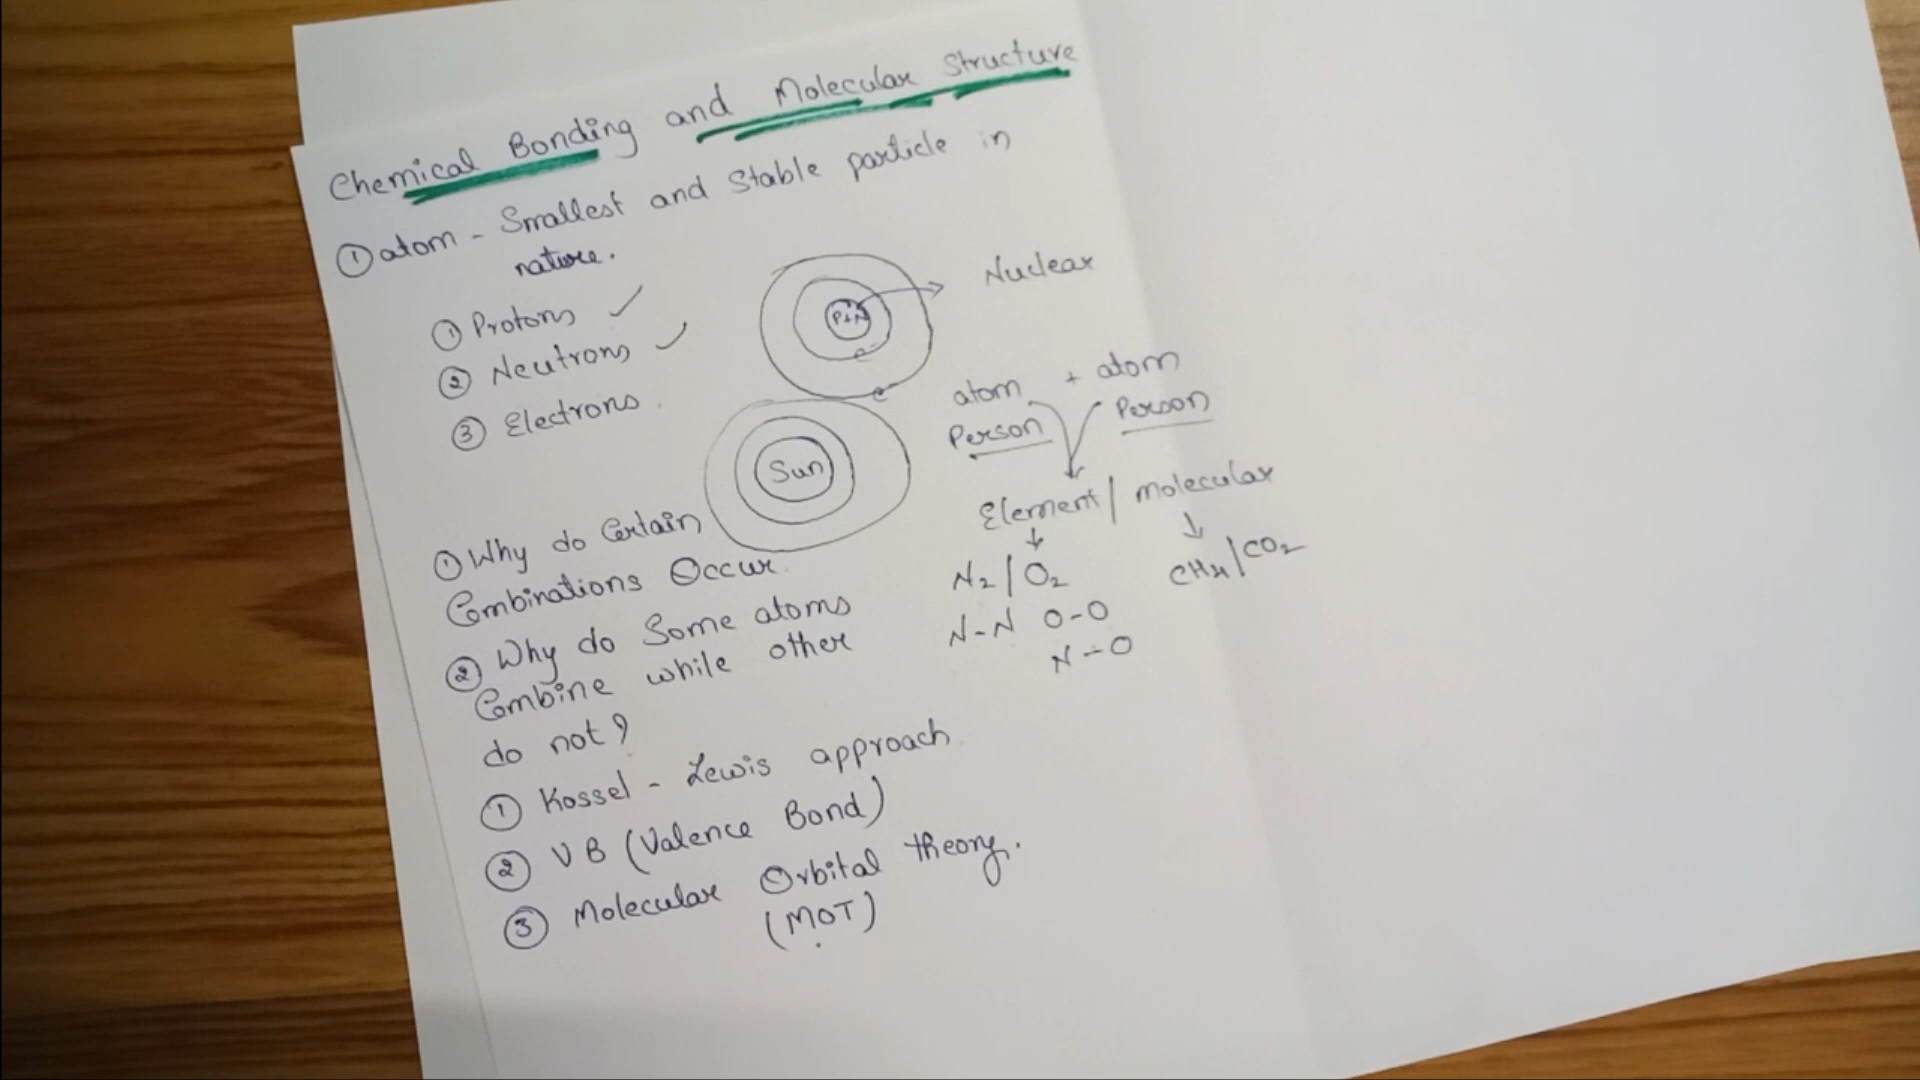 Chemical Bonding and Molecular Structure
① atom - Smallest and Stable particle in
nature.
① Protons ✓
② Neutrons ✓
③ Electrons
P+N
e
e
Nuclear
Sun
atom + atom
Person Person
Element / molecular
↓ ↓
N₂ / O₂ CH₄ / CO₂
N-N O-O
N-O
① Why do Certain
Combinations Occur
② Why do Some atoms
Combine while other
do not?
① Kossel - Lewis approach
② VB (Valence Bond)
③ Molecular Orbital theory.
(MOT)